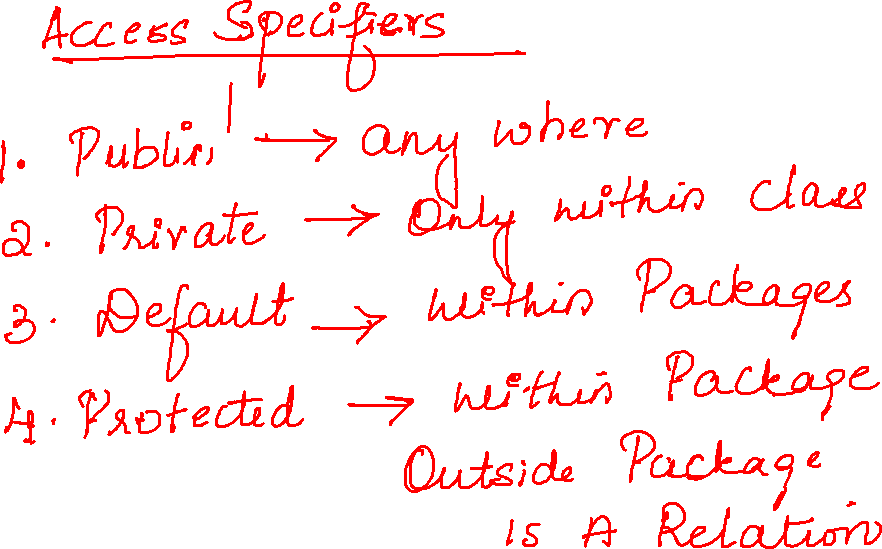 Access Specifiers
1. Public → any where
2. Private → Only within class
3. Default → within Packages
4. Protected → within Package
Outside Package
IS A Relation